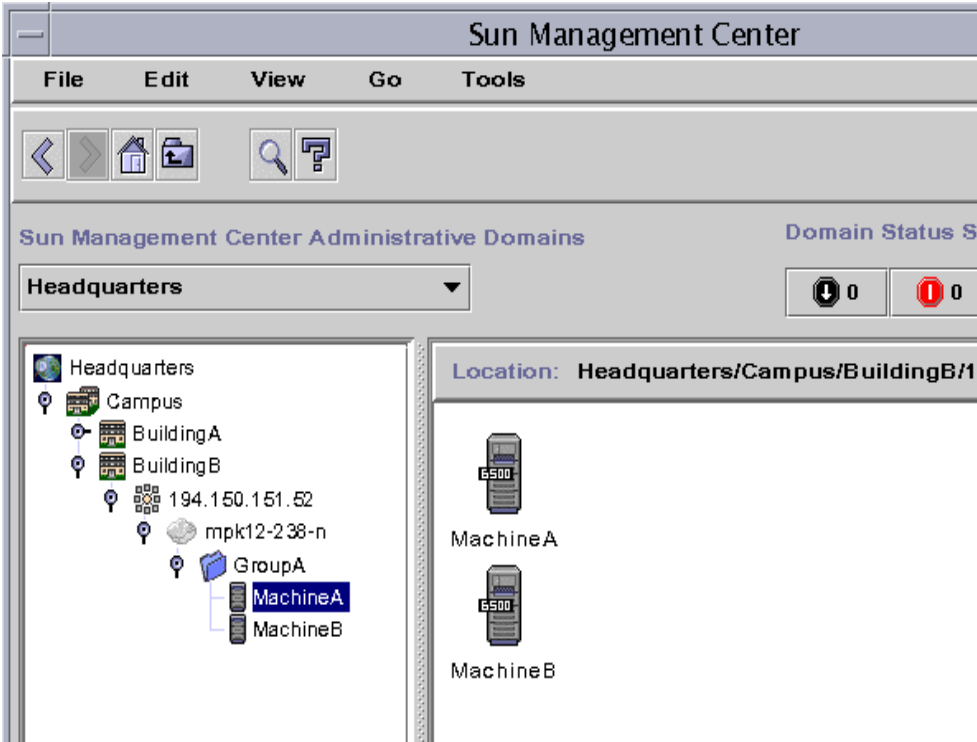 Sun Management Center
File Edit View Go Tools
Sun Management Center Administrative Domains
Domain Status S
Headquarters
0 0
Headquarters
Campus
BuildingA
BuildingB
194.150.151.52
mpk12-238-n
GroupA
MachineA
MachineB
Location: Headquarters/Campus/BuildingB/1
6500
MachineA
6500
MachineB